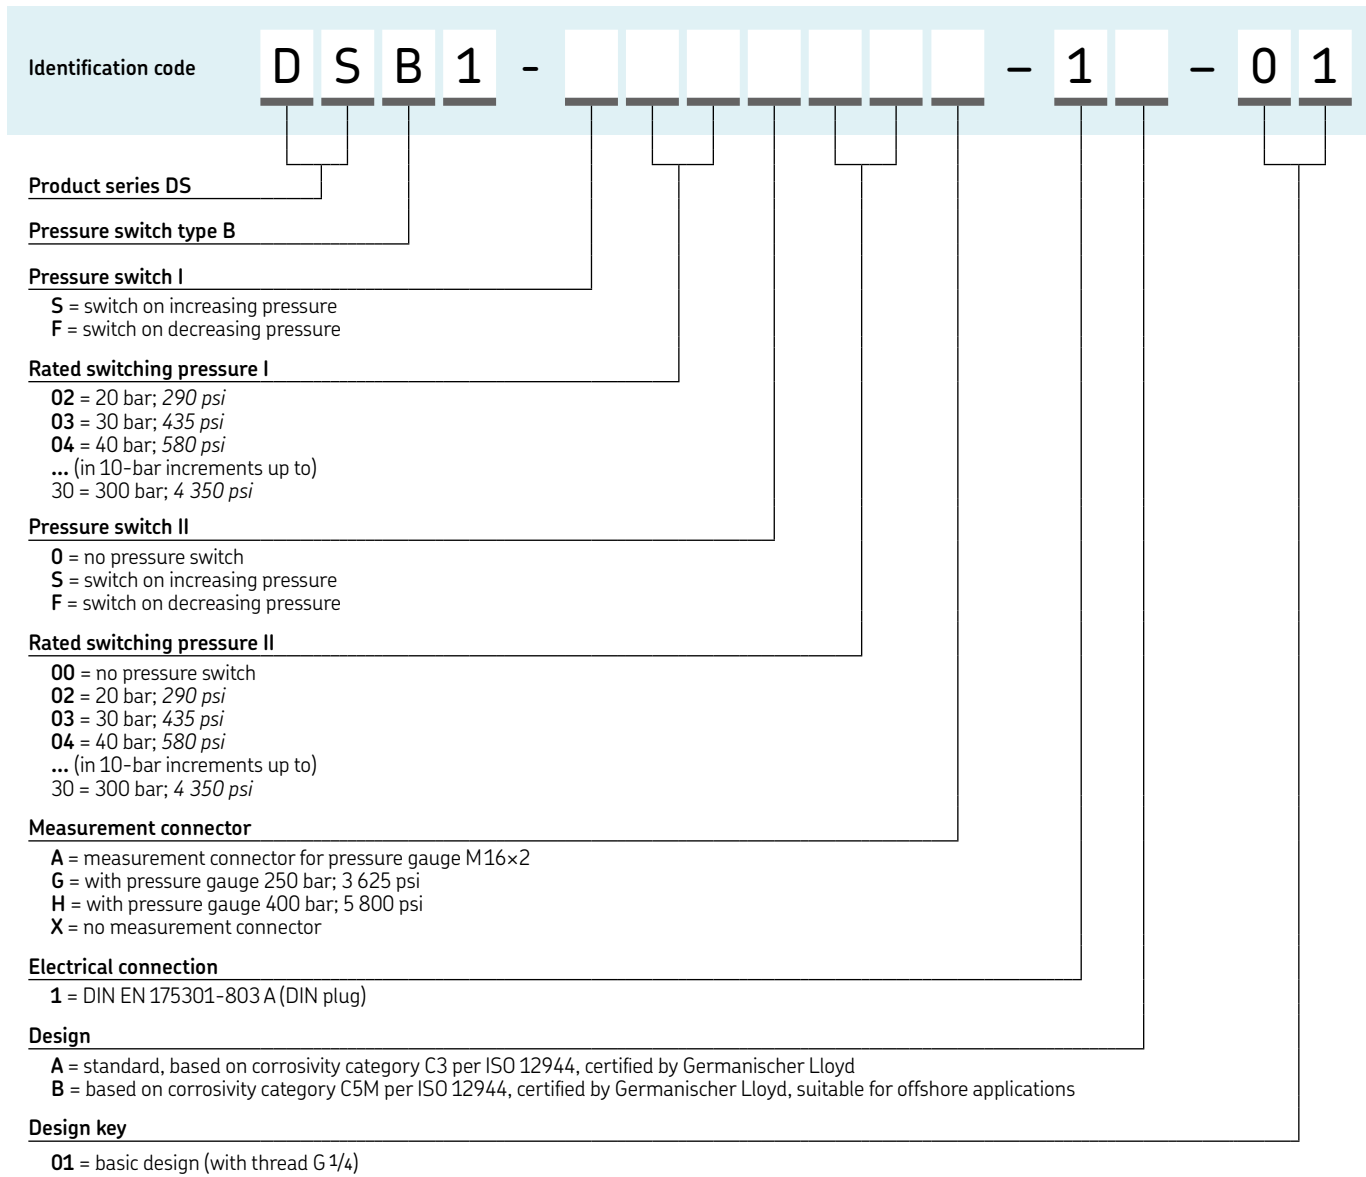 Identification code D S B 1 - – 1 – 0 1
Product series DS
Pressure switch type B
Pressure switch I
S = switch on increasing pressure
F = switch on decreasing pressure
Rated switching pressure I
02 = 20 bar; 290 psi
03 = 30 bar; 435 psi
04 = 40 bar; 580 psi
... (in 10-bar increments up to)
30 = 300 bar; 4 350 psi
Pressure switch II
0 = no pressure switch
S = switch on increasing pressure
F = switch on decreasing pressure
Rated switching pressure II
00 = no pressure switch
02 = 20 bar; 290 psi
03 = 30 bar; 435 psi
04 = 40 bar; 580 psi
... (in 10-bar increments up to)
30 = 300 bar; 4 350 psi
Measurement connector
A = measurement connector for pressure gauge M16×2
G = with pressure gauge 250 bar; 3 625 psi
H = with pressure gauge 400 bar; 5 800 psi
X = no measurement connector
Electrical connection
1 = DIN EN 175301-803 A (DIN plug)
Design
A = standard, based on corrosivity category C3 per ISO 12944, certified by Germanischer Lloyd
B = based on corrosivity category C5M per ISO 12944, certified by Germanischer Lloyd, suitable for offshore applications
Design key
01 = basic design (with thread G 1/4)